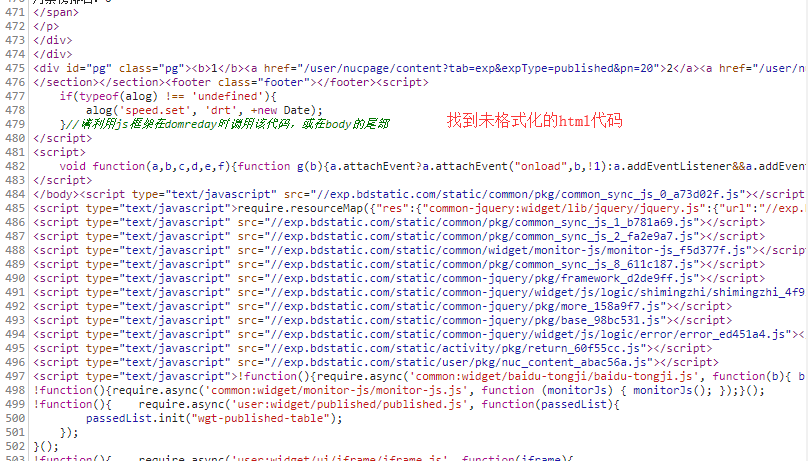 471 </span>
472 </p>
473 </div>
474 </div>
475 <div id="pg" class="pg"><b>1</b><a href="/user/nucpage/content?tab=exp&expType=published&pn=20">2</a><a href="/user/n
476 </section></section><footer class="footer"></footer><script>
477     if(typeof(alog) !== 'undefined'){
478         alog('speed.set', 'drt', +new Date);
479     }//请利用js框架在domreday时调用该代码，或在body的尾部
找到未格式化的html代码
480 </script>
481 <script>
482     void function(a,b,c,d,e,f){function g(b){a.attachEvent?a.attachEvent("onload",b,!1):a.addEventListener&&a.addEven
483 </script>
484 </body><script type="text/javascript" src="//exp.bdstatic.com/static/common/pkg/common_sync_js_0_a73d02f.js"></script
485 <script type="text/javascript">require.resourceMap({"res":{"common-jquery:widget/lib/jquery/jquery.js":{"url":"//exp.
486 <script type="text/javascript" src="//exp.bdstatic.com/static/common/pkg/common_sync_js_1_b781a69.js"></script>
487 <script type="text/javascript" src="//exp.bdstatic.com/static/common/pkg/common_sync_js_2_fa2e9a7.js"></script>
488 <script type="text/javascript" src="//exp.bdstatic.com/static/common/widget/monitor-js/monitor-js_f5d377f.js"></scrip
489 <script type="text/javascript" src="//exp.bdstatic.com/static/common/pkg/common_sync_js_8_611c187.js"></script>
490 <script type="text/javascript" src="//exp.bdstatic.com/static/common-jquery/pkg/framework_d2de9ff.js"></script>
491 <script type="text/javascript" src="//exp.bdstatic.com/static/common-jquery/widget/js/logic/shimingzhi/shimingzhi_4f9
492 <script type="text/javascript" src="//exp.bdstatic.com/static/common-jquery/pkg/more_158a9f7.js"></script>
493 <script type="text/javascript" src="//exp.bdstatic.com/static/common-jquery/pkg/base_98bc531.js"></script>
494 <script type="text/javascript" src="//exp.bdstatic.com/static/common-jquery/widget/js/logic/error/error_ed451a4.js"><
495 <script type="text/javascript" src="//exp.bdstatic.com/static/activity/pkg/return_60f55cc.js"></script>
496 <script type="text/javascript" src="//exp.bdstatic.com/static/user/pkg/nuc_content_abac56a.js"></script>
497 <script type="text/javascript">!function(){require.async('common:widget/baidu-tongji/baidu-tongji.js', function(b){ b
498 !function(){require.async('common:widget/monitor-js/monitor-js.js', function (monitorJs) { monitorJs(); });}();
499 !function(){    require.async('user:widget/published/published.js', function(passedList){
500         passedList.init("wgt-published-table");
501     });
502 }();
503 !function(){    require.async('user:widget/ui/iframe/iframe.js', function(iframe){